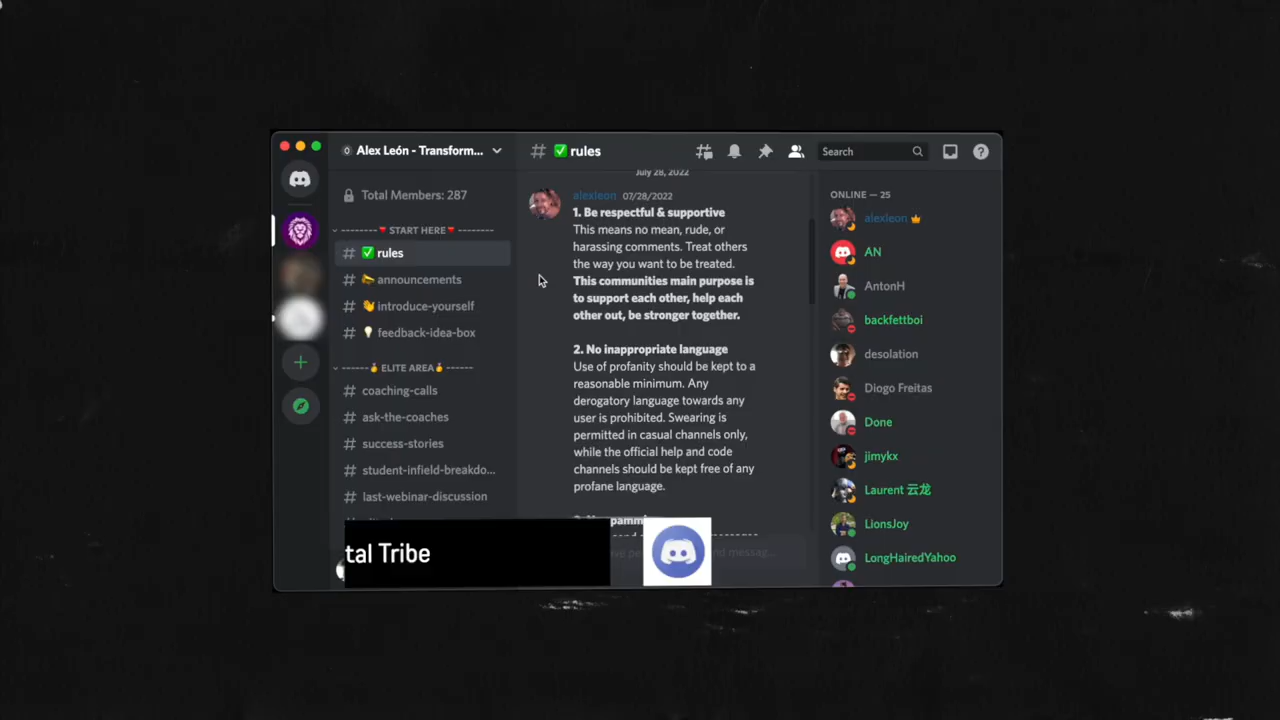 Alex León - Transform...
Total Members: 287
--------🔻START HERE🔻-------
# ✅ rules
# 📣 announcements
# 👋 introduce-yourself
# 💡 feedback-idea-box
-------🥇ELITE AREA🥇------
# coaching-calls
# ask-the-coaches
# success-stories
# student-infield-breakdo...
# last-webinar-discussion
tal Tribe
# ✅ rules
Search
July 28, 2022
alexleon 07/28/2022
1. Be respectful & supportive
This means no mean, rude, or
harassing comments. Treat others
the way you want to be treated.
This communities main purpose is
to support each other, help each
other out, be stronger together.
2. No inappropriate language
Use of profanity should be kept to a
reasonable minimum. Any
derogatory language towards any
user is prohibited. Swearing is
permitted in casual channels only,
while the official help and code
channels should be kept free of any
profane language.
ONLINE — 25
alexleon
AN
AntonH
backfettboi
desolation
Diogo Freitas
Done
jimykx
Laurent 云龙
LionsJoy
LongHairedYahoo